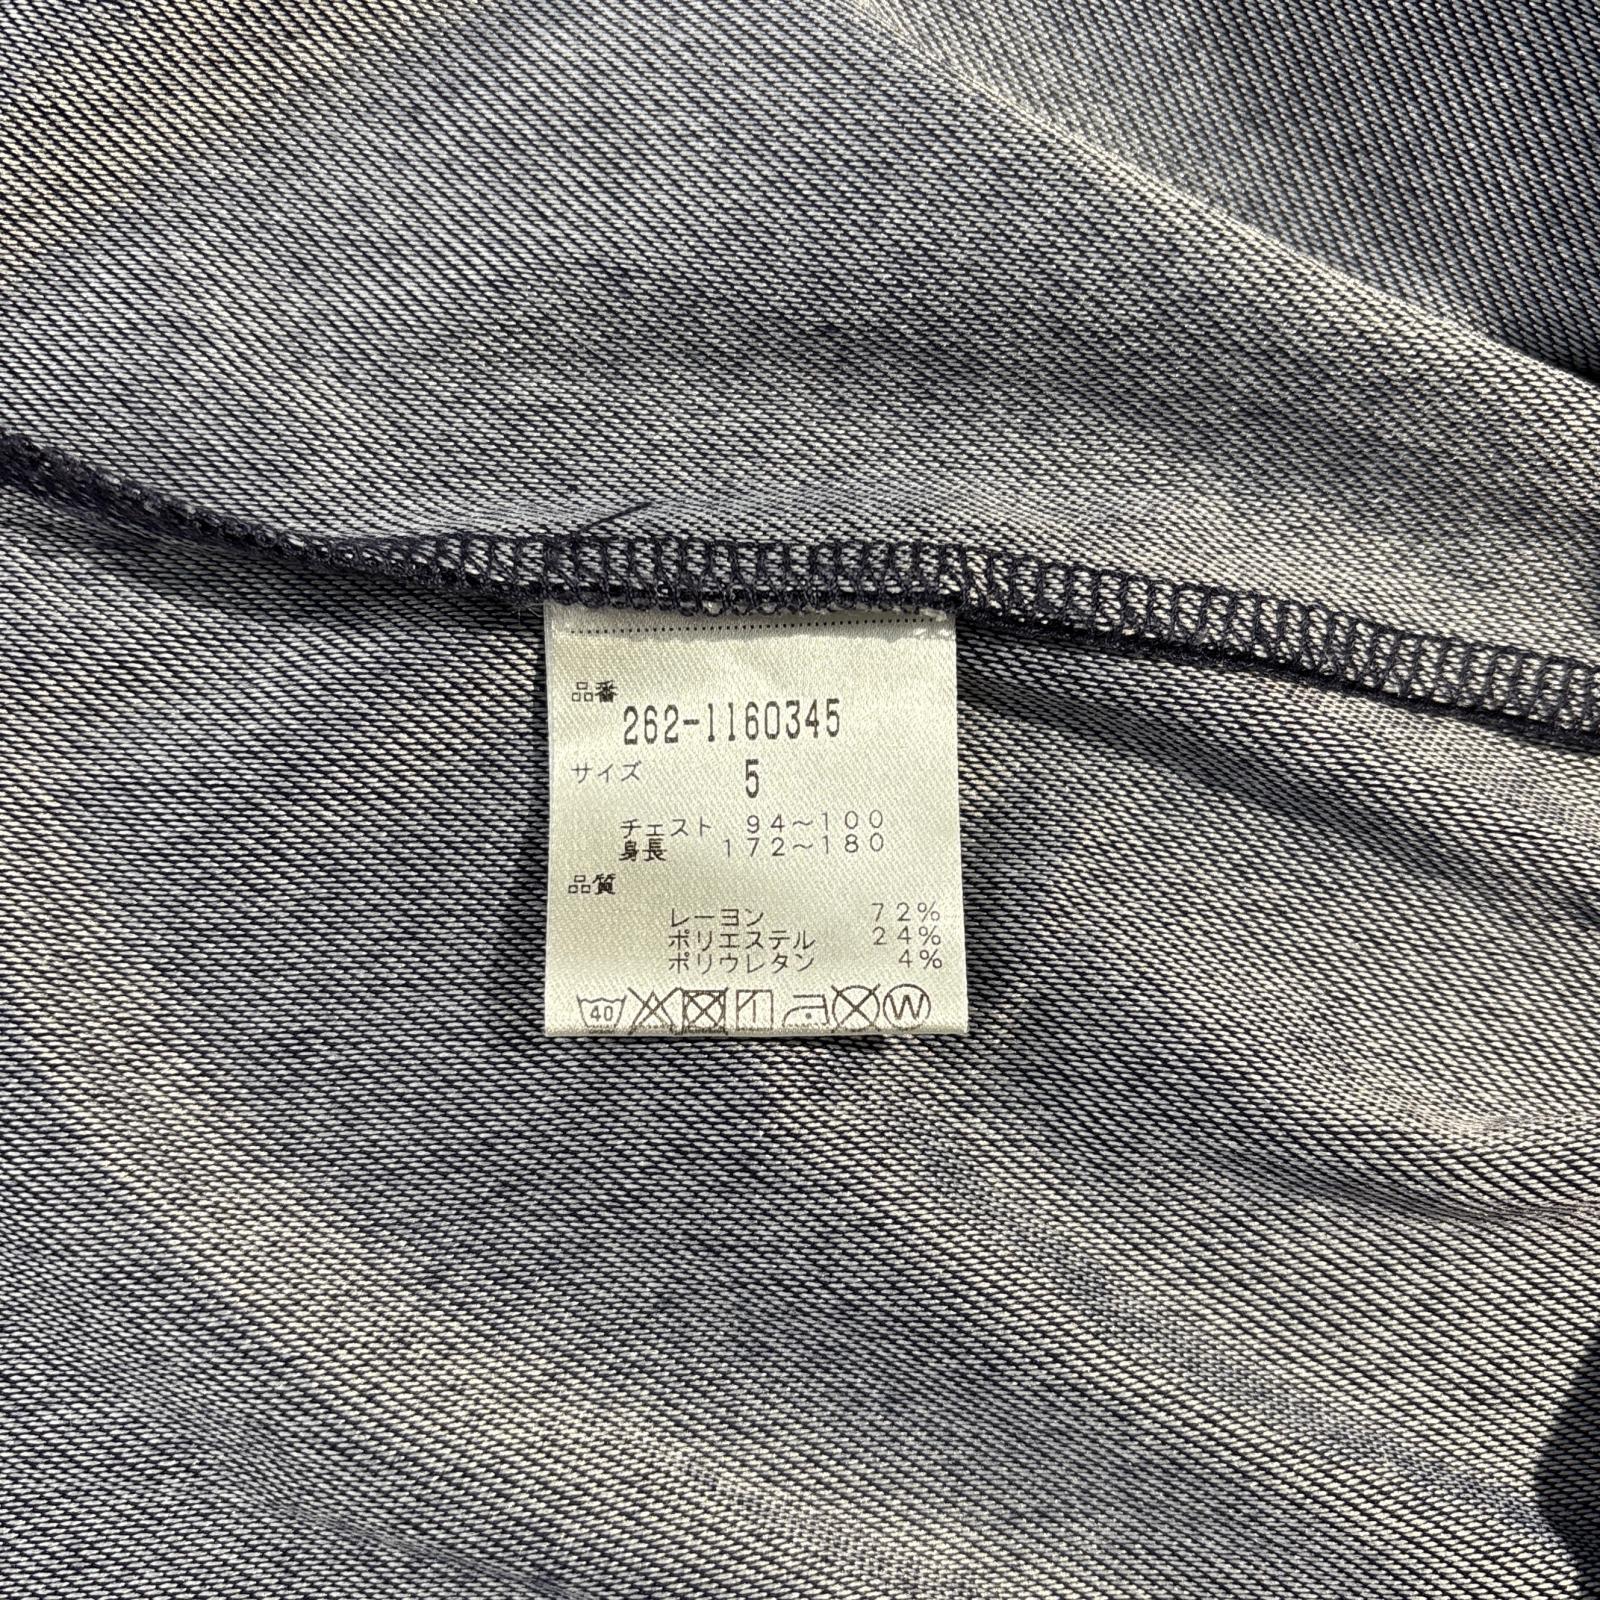 品番
262-1160345
サイズ 5
チェスト 94～100
身長 172～180
品質
レーヨン 72%
ポリエステル 24%
ポリウレタン 4%
40 W